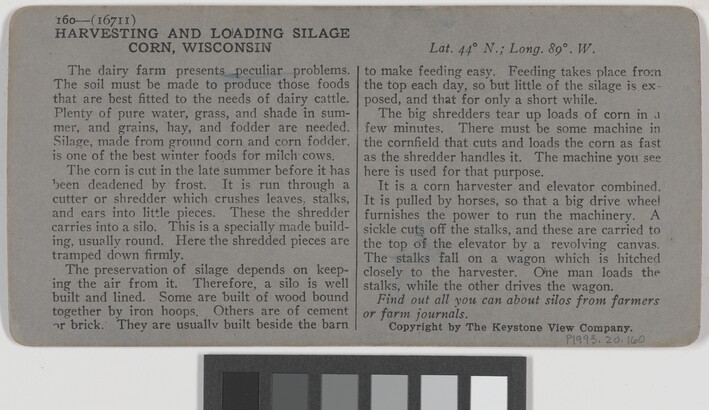 160—(16711)
HARVESTING AND LOADING SILAGE
CORN, WISCONSIN
Lat. 44° N.; Long. 89°. W.
The dairy farm presents peculiar problems.
The soil must be made to produce those foods
that are best fitted to the needs of dairy cattle.
Plenty of pure water, grass, and shade in sum-
mer, and grains, hay, and fodder are needed.
Silage, made from ground corn and corn fodder,
is one of the best winter foods for milch cows.
The corn is cut in the late summer before it has
been deadened by frost. It is run through a
cutter or shredder which crushes leaves, stalks,
and ears into little pieces. These the shredder
carries into a silo. This is a specially made build-
ing, usually round. Here the shredded pieces are
tramped down firmly.
The preservation of silage depends on keep-
ing the air from it. Therefore, a silo is well
built and lined. Some are built of wood bound
together by iron hoops. Others are of cement
or brick. They are usually built beside the barn
to make feeding easy. Feeding takes place from
the top each day, so but little of the silage is ex-
posed, and that for only a short while.
The big shredders tear up loads of corn in a
few minutes. There must be some machine in
the cornfield that cuts and loads the corn as fast
as the shredder handles it. The machine you see
here is used for that purpose.
It is a corn harvester and elevator combined.
It is pulled by horses, so that a big drive wheel
furnishes the power to run the machinery. A
sickle cuts off the stalks, and these are carried to
the top of the elevator by a revolving canvas.
The stalks fall on a wagon which is hitched
closely to the harvester. One man loads the
stalks, while the other drives the wagon.
Find out all you can about silos from farmers
or farm journals.
Copyright by The Keystone View Company.
P1993.20.160